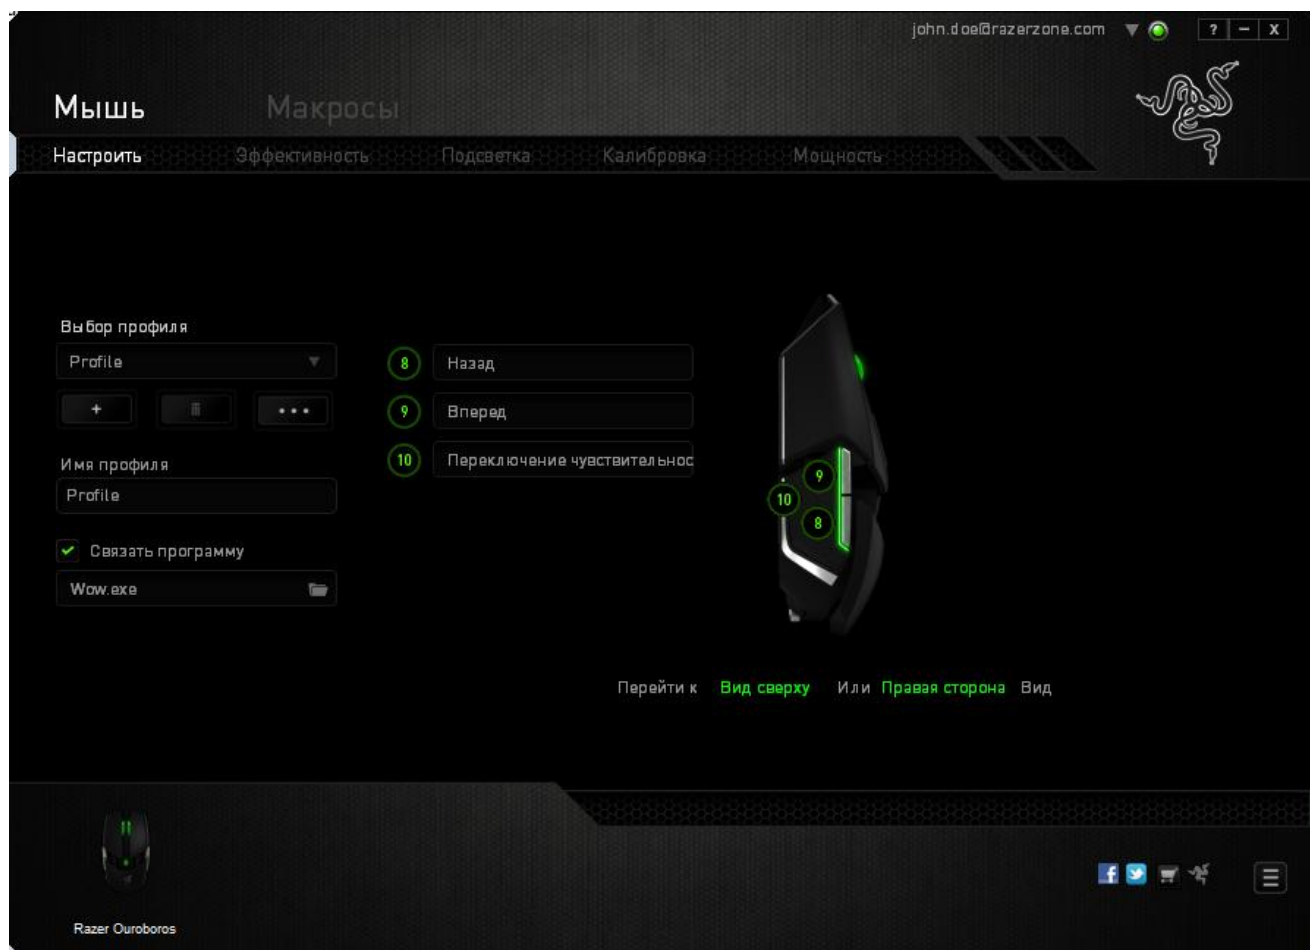 john.doe@razerzone.com
? – X
Мышь Макросы
Настроить Эффективность Подсветка Калибровка Мощность
Выбор профиля
Profile
+ •••
Имя профиля
Profile
Связать программу
Wow.exe
8 Назад
9 Вперед
10 Переключение чувствительнос
9
10
8
Перейти к Вид сверху Или Правая сторона Вид
Razer Ouroboros